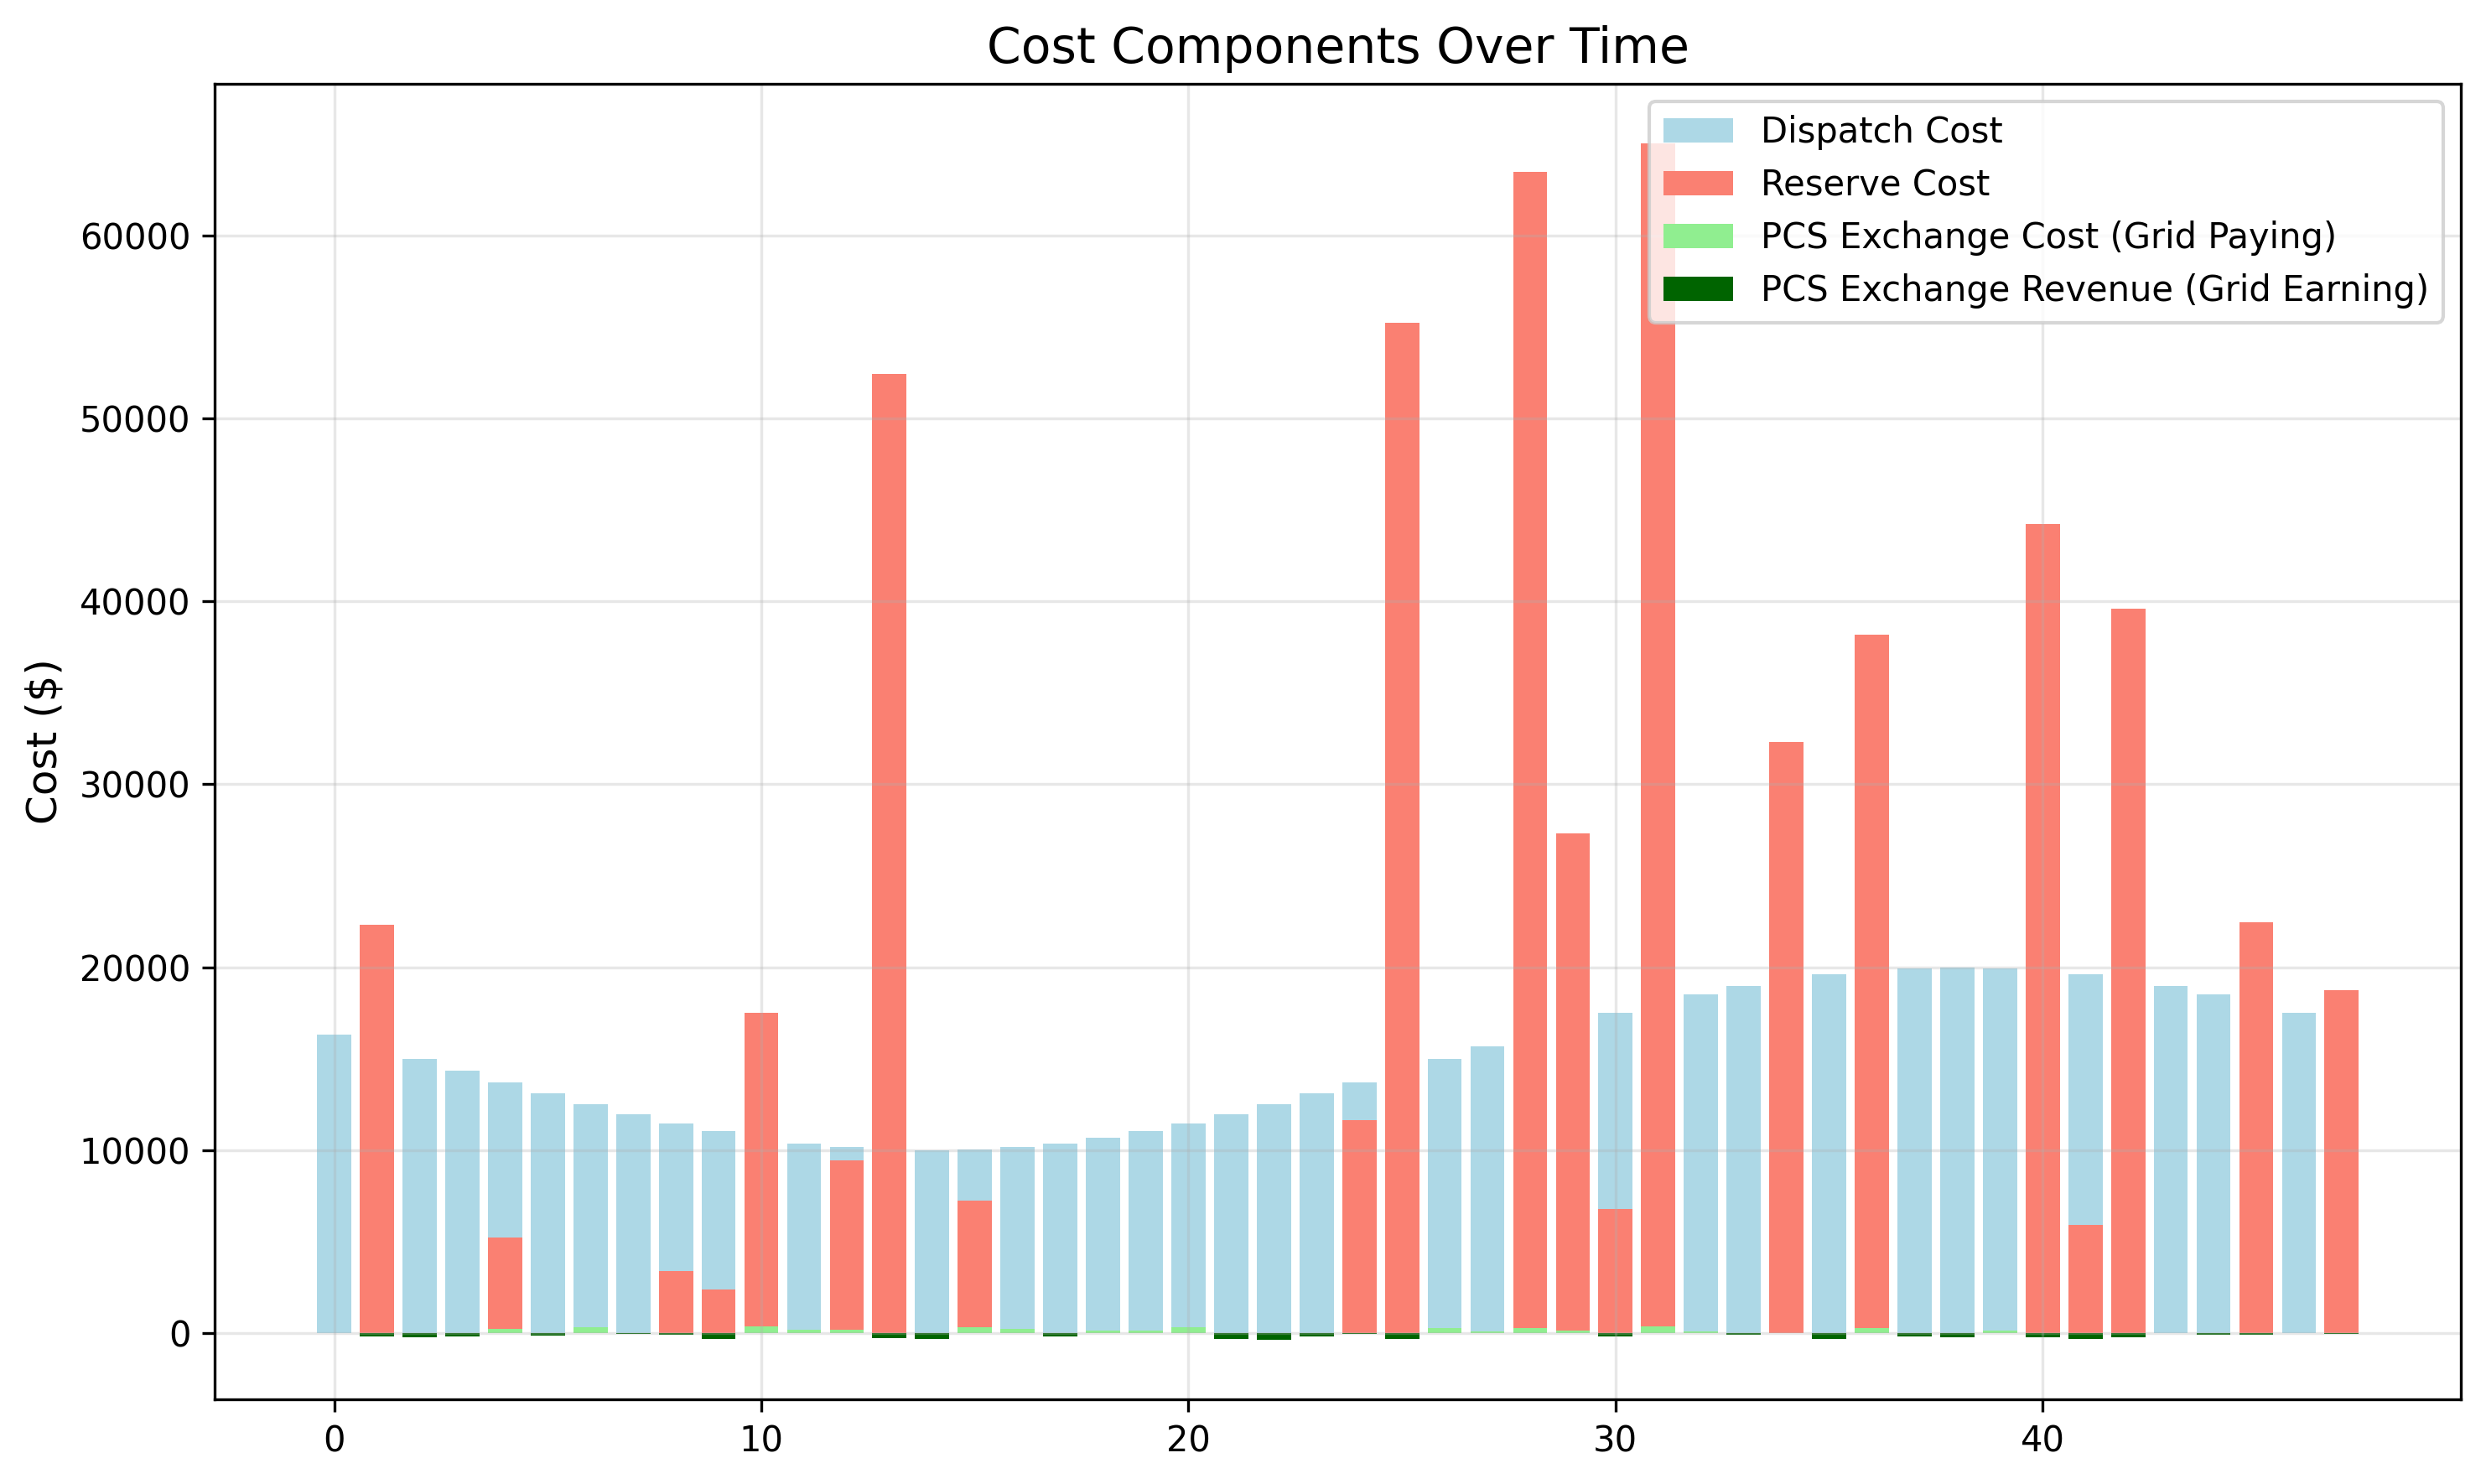 Cost Components Over Time
Dispatch Cost
Reserve Cost
PCS Exchange Cost (Grid Paying)
PCS Exchange Revenue (Grid Earning)
Cost ($)
60000
50000
40000
30000
20000
10000
0
0 10 20 30 40